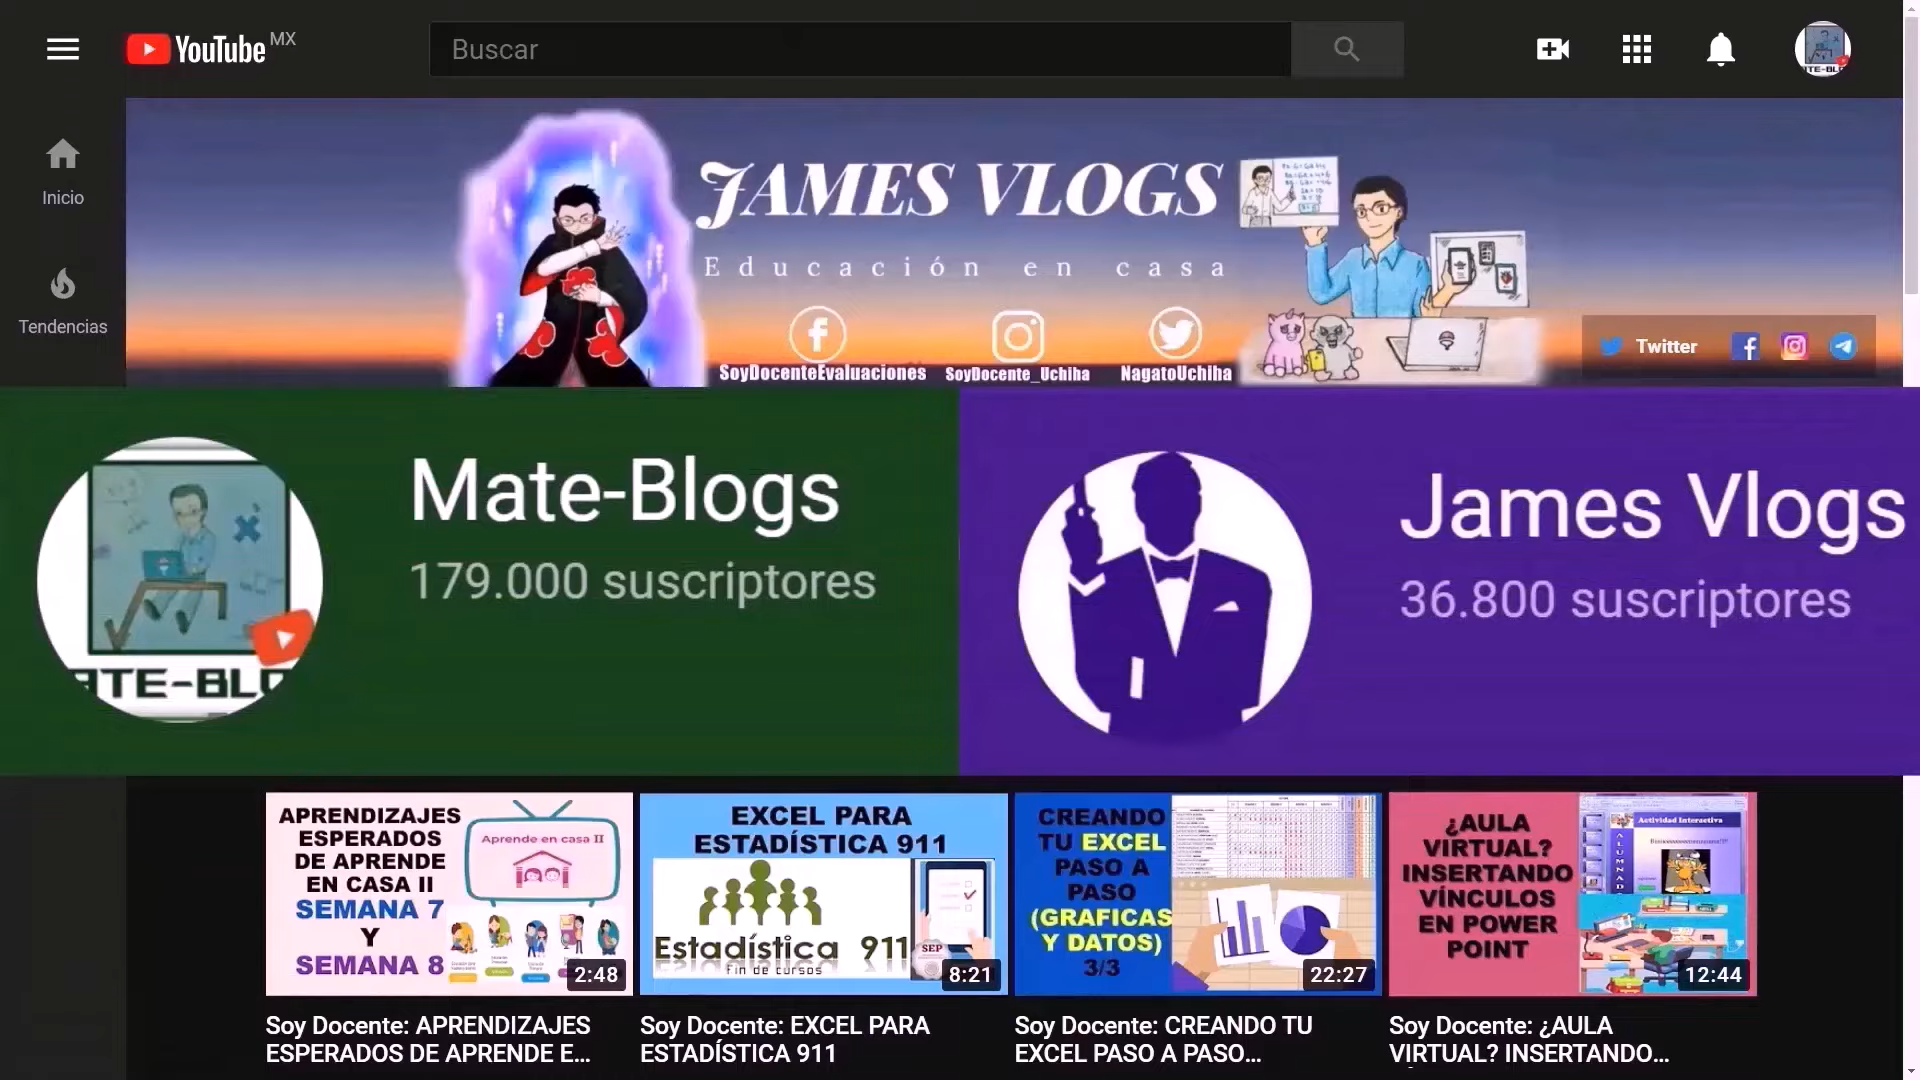 YouTube MX
Buscar
Inicio
Tendencias
JAMES VLOGS
Educación en casa
SoyDocenteEvaluaciones
SoyDocente_Uchiha
NagatoUchiha
Twitter
Mate-Blogs
179.000 suscriptores
ATE-BLO
James Vlogs
36.800 suscriptores
APRENDIZAJES
ESPERADOS
DE APRENDE
EN CASA II
SEMANA 7
Y
SEMANA 8
Aprende en casa II
2:48
EXCEL PARA
ESTADÍSTICA 911
Estadística 911
fin de cursos
SEP
8:21
CREANDO
TU EXCEL
PASO A
PASO
(GRAFICAS
Y DATOS)
3/3
22:27
¿AULA
VIRTUAL?
INSERTANDO
VÍNCULOS
EN POWER
POINT
Actividad Interactiva
12:44
Soy Docente: APRENDIZAJES
ESPERADOS DE APRENDE E...
Soy Docente: EXCEL PARA
ESTADÍSTICA 911
Soy Docente: CREANDO TU
EXCEL PASO A PASO...
Soy Docente: ¿AULA
VIRTUAL? INSERTANDO...